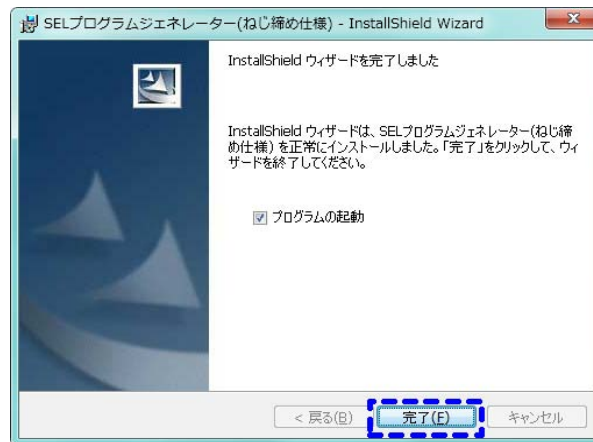 SELプログラムジェネレーター(ねじ締め仕様) - InstallShield Wizard
InstallShield ウィザードを完了しました
InstallShield ウィザードは、SELプログラムジェネレーター(ねじ締
め仕様) を正常にインストールしました。「完了」をクリックして、ウィ
ザードを終了してください。
プログラムの起動
< 戻る(B)
完了(F)
キャンセル